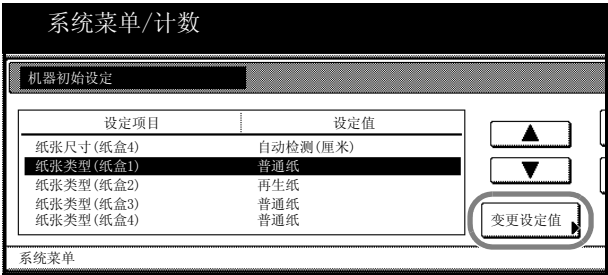 系统菜单/计数
机器初始设定
设定项目 设定值
纸张尺寸(纸盒4) 自动检测(厘米)
纸张类型(纸盒1) 普通纸
纸张类型(纸盒2) 再生纸
纸张类型(纸盒3) 普通纸
纸张类型(纸盒4) 普通纸
变更设定值
系统菜单